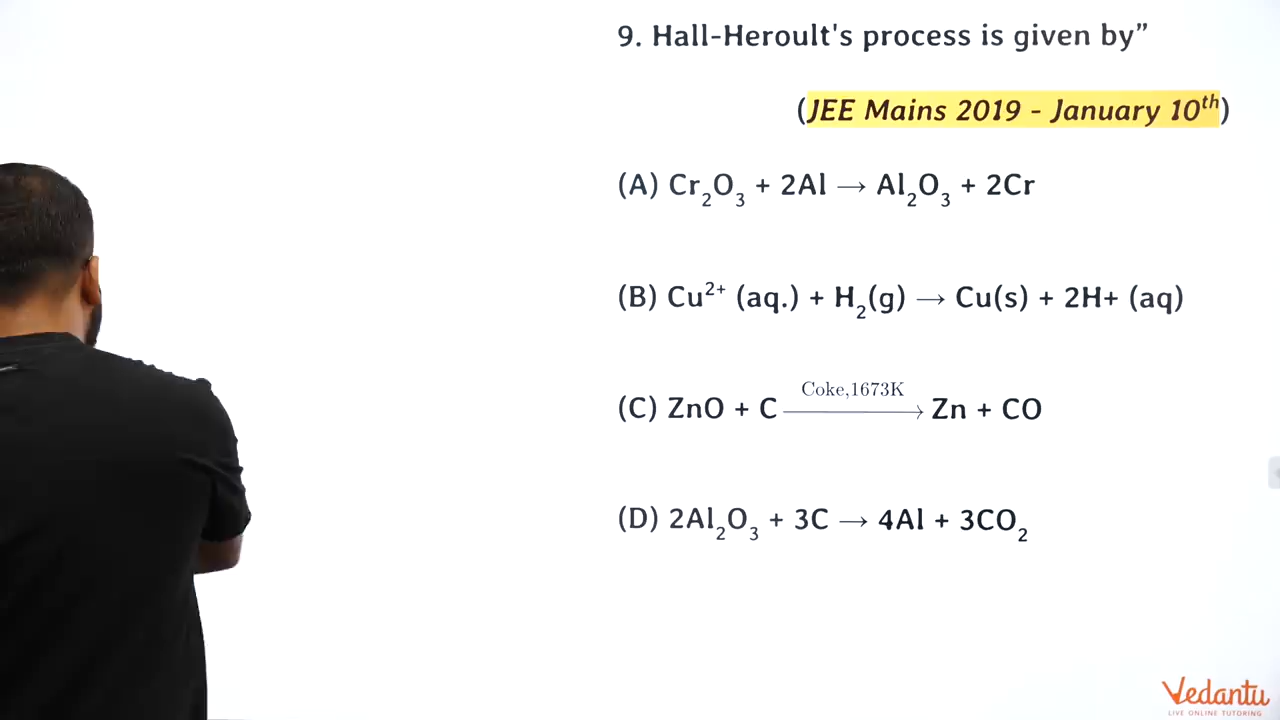 9. Hall-Heroult's process is given by”
(JEE Mains 2019 - January 10th)
(A) Cr2O3 + 2Al → Al2O3 + 2Cr
(B) Cu2+ (aq.) + H2(g) → Cu(s) + 2H+ (aq)
Coke,1673K
(C) ZnO + C → Zn + CO
(D) 2Al2O3 + 3C → 4Al + 3CO2
Vedantu
LIVE ONLINE TUTORING